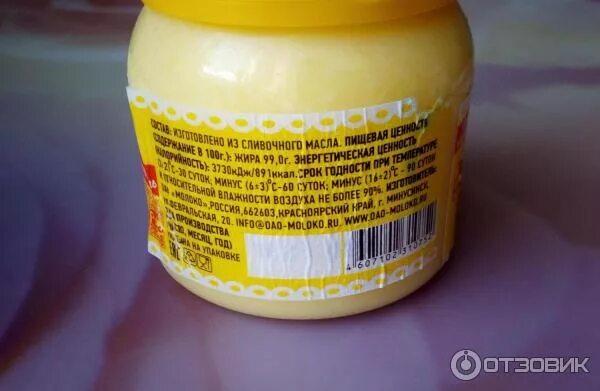 СОСТАВ: ИЗГОТОВЛЕНО ИЗ СЛИВОЧНОГО МАСЛА. ПИЩЕВАЯ ЦЕННОСТЬ
(СОДЕРЖАНИЕ В 100г.): ЖИРА 99,0г. ЭНЕРГЕТИЧЕСКАЯ ЦЕННОСТЬ
(КАЛОРИЙНОСТЬ): 3730кДж/891ккал. СРОК ГОДНОСТИ ПРИ ТЕМПЕРАТУРЕ
°С-30 СУТОК; МИНУС (6±3)°С-60 СУТОК; МИНУС (16±2)°С - 90 СУТОК
ОТНОСИТЕЛЬНОЙ ВЛАЖНОСТИ ВОЗДУХА НЕ БОЛЕЕ 90%. ИЗГОТОВИТЕЛЬ:
«МОЛОКО», РОССИЯ, 662603, КРАСНОЯРСКИЙ КРАЙ, г. МИНУСИНСК,
20. INFO@OAO-MOLOKO.RU, WWW.OAO-MOLOKO.RU
ПРОИЗВОДСТВА
МЕСЯЦ, ГОД)
НА УПАКОВКЕ
ОТЗОВИК